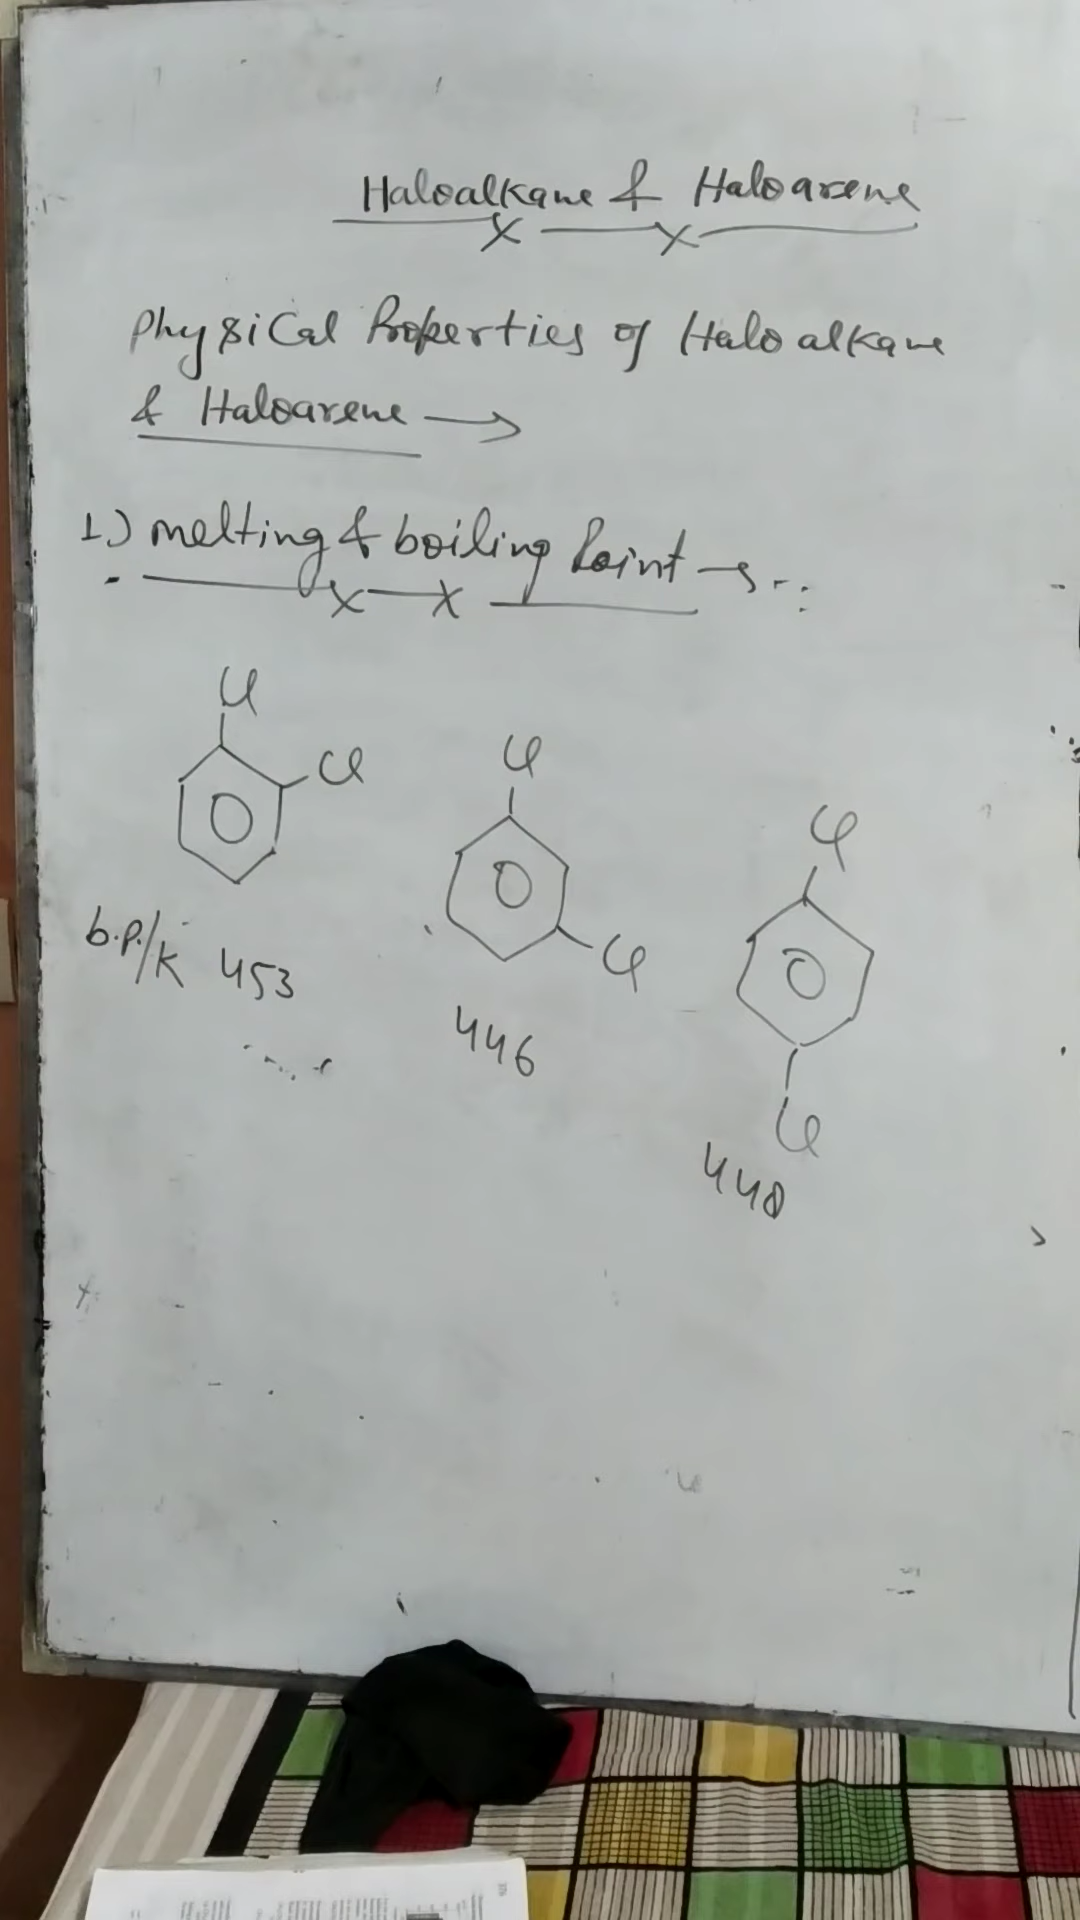 Haloalkane & Haloarene
Physical Properties of Haloalkane
& Haloarene →
1.) melting & boiling Point →
Cl
Cl
Cl
Cl
Cl
Cl
b.p./K 453
446
448